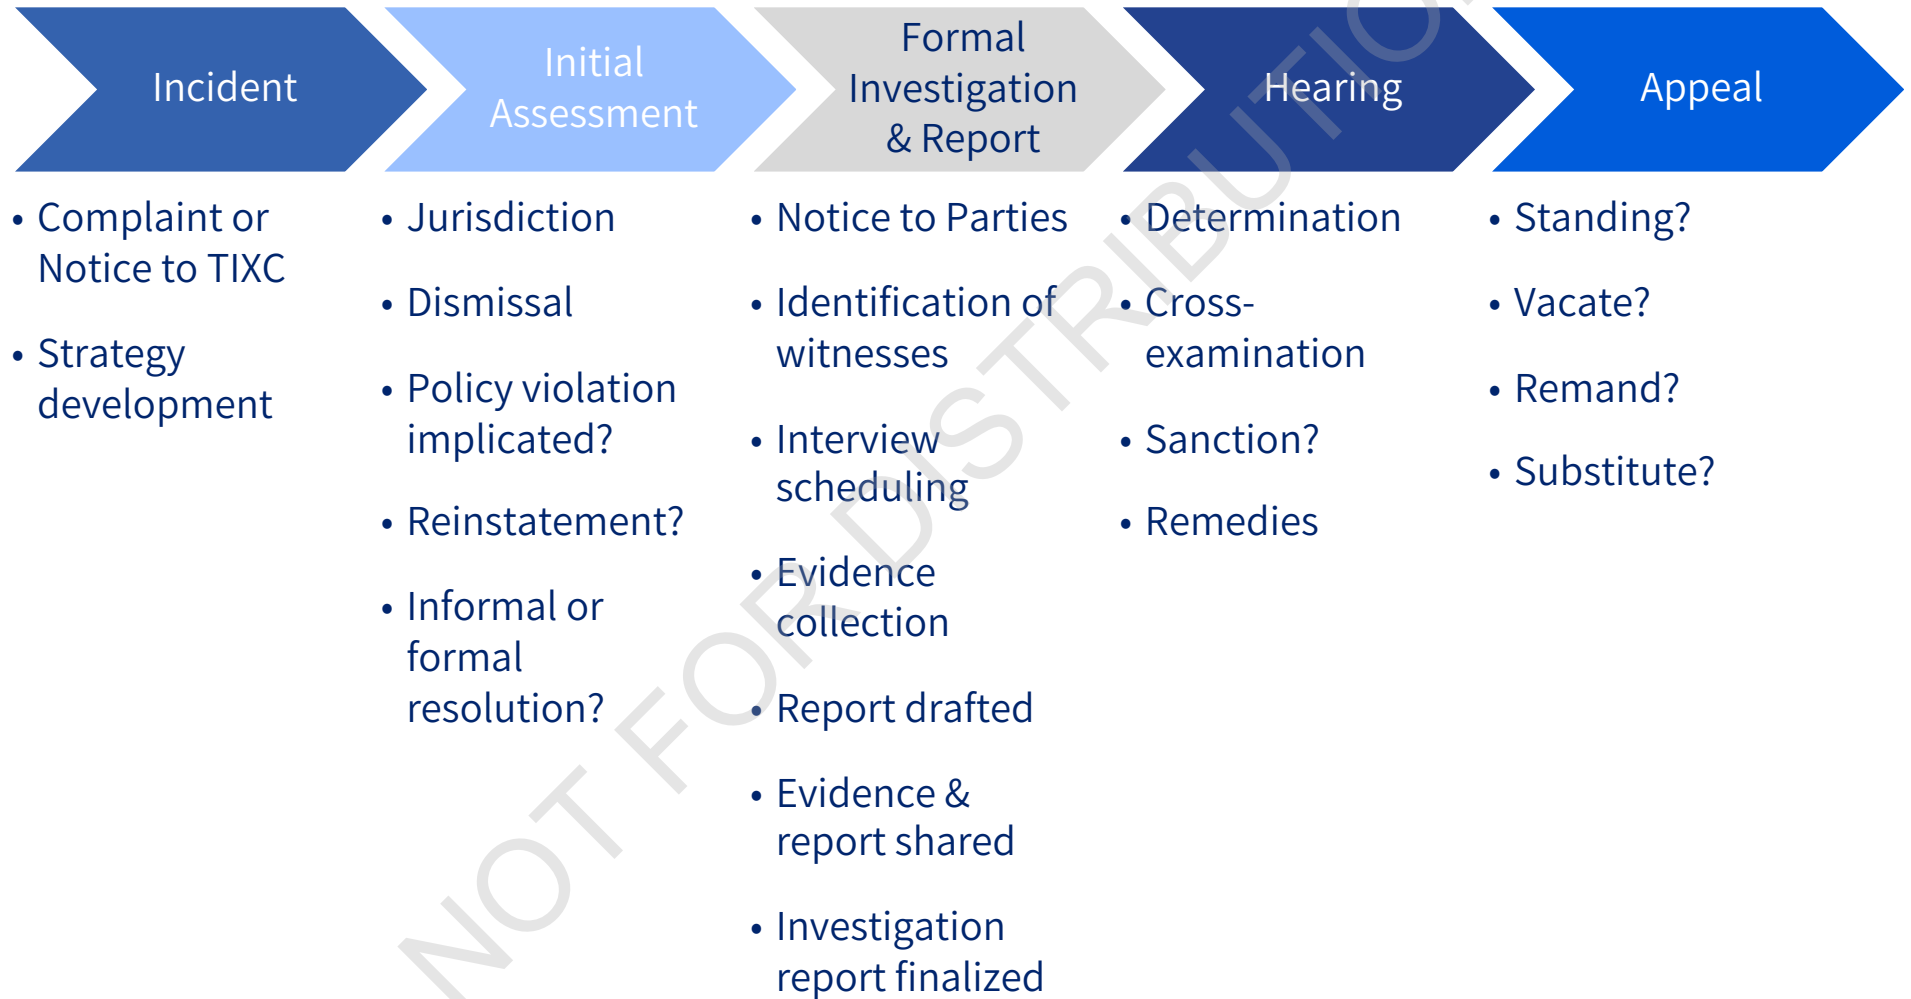 Incident
Initial
Assessment
Formal
Investigation
& Report
Hearing
Appeal
• Complaint or
Notice to TIXC
• Strategy
development
• Jurisdiction
• Dismissal
• Policy violation
implicated?
• Reinstatement?
• Informal or
formal
resolution?
• Notice to Parties
• Identification of
witnesses
• Interview
scheduling
• Evidence
collection
• Report drafted
• Evidence &
report shared
• Investigation
report finalized
• Determination
• Cross-
examination
• Sanction?
• Remedies
• Standing?
• Vacate?
• Remand?
• Substitute?
NOT FOR DISTRIBUTION